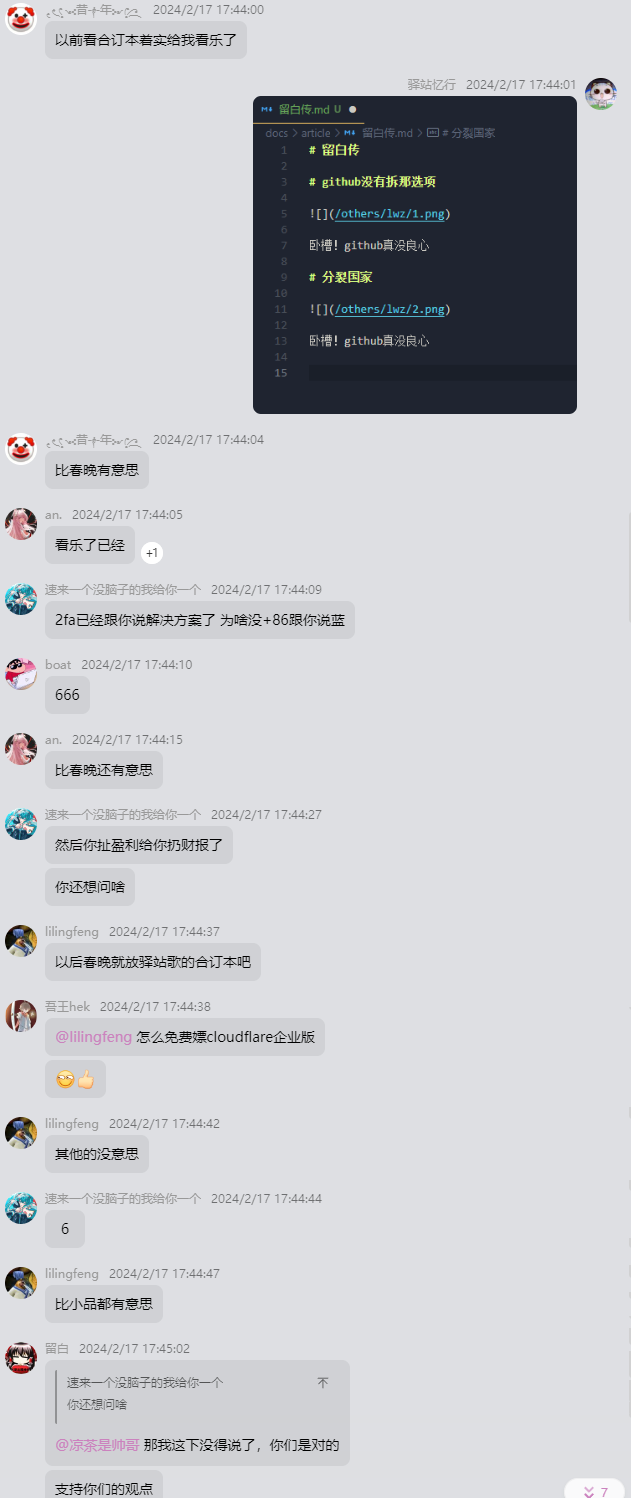 昔年 2024/2/17 17:44:00
以前看合订本着实给我看乐了
驿站忆行 2024/2/17 17:44:01
留白传.md U
docs > article > 留白传.md > # 分裂国家
1 # 留白传
2
3 # github没有拆那选项
4
5 ![](/others/lwz/1.png)
6
7 卧槽！github真没良心
8
9 # 分裂国家
10
11 ![](/others/lwz/2.png)
12
13 卧槽！github真没良心
14
15
昔年 2024/2/17 17:44:04
比春晚有意思
an. 2024/2/17 17:44:05
看乐了已经
+1
速来一个没脑子的我给你一个 2024/2/17 17:44:09
2fa已经跟你说解决方案了 为啥没+86跟你说蓝
boat 2024/2/17 17:44:10
666
an. 2024/2/17 17:44:15
比春晚还有意思
速来一个没脑子的我给你一个 2024/2/17 17:44:27
然后你扯盈利给你扔财报了
你还想问啥
lilingfeng 2024/2/17 17:44:37
以后春晚就放驿站歌的合订本吧
吾王hek 2024/2/17 17:44:38
@lilingfeng 怎么免费嫖cloudflare企业版
lilingfeng 2024/2/17 17:44:42
其他的没意思
速来一个没脑子的我给你一个 2024/2/17 17:44:44
6
lilingfeng 2024/2/17 17:44:47
比小品都有意思
留白 2024/2/17 17:45:02
速来一个没脑子的我给你一个
你还想问啥
@凉茶是帅哥 那我这下没得说了，你们是对的
支持你们的观点
7